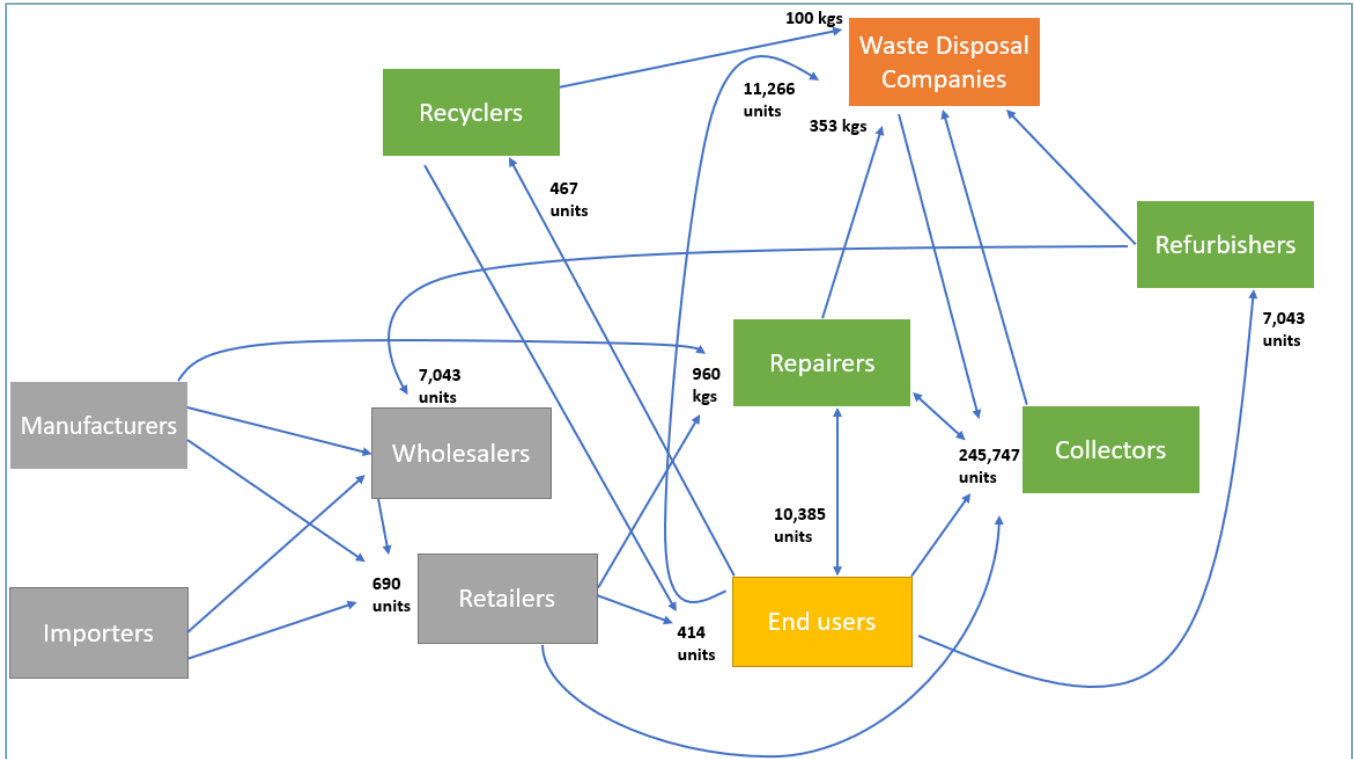 100 kgs
Waste Disposal
Companies
11,266
units
Recyclers
353 kgs
467
units
Refurbishers
7,043
units
Repairers
960
kgs
7,043
units
Manufacturers
Wholesalers
245,747
units
Collectors
10,385
units
690
units
Retailers
Importers
414
units
End users